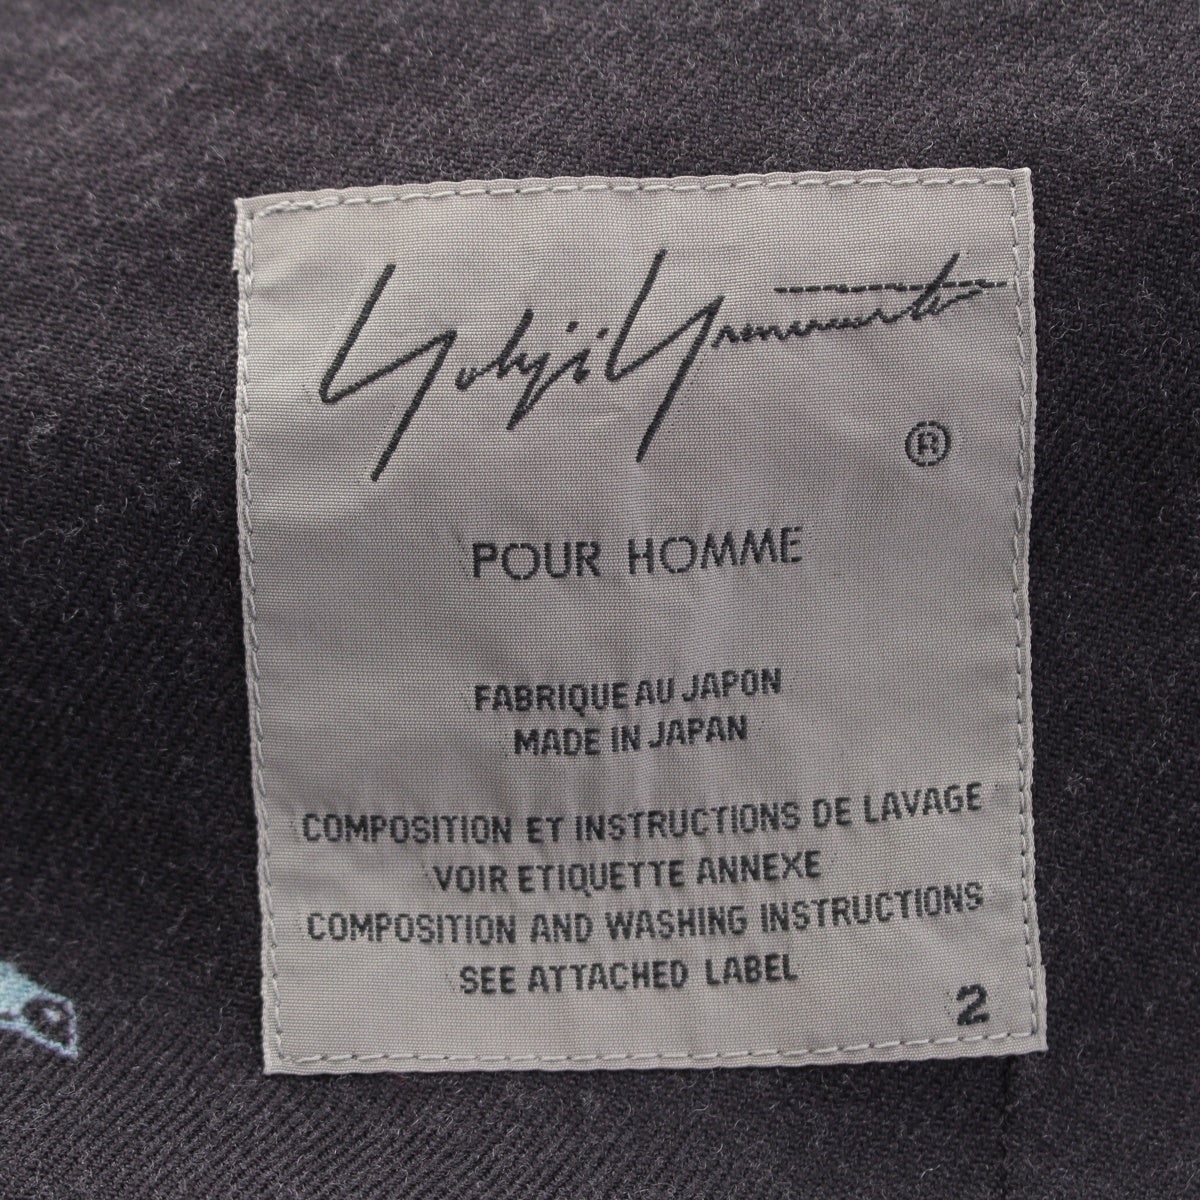 Yohji Yamamoto
®
POUR HOMME
FABRIQUE AU JAPON
MADE IN JAPAN
COMPOSITION ET INSTRUCTIONS DE LAVAGE
VOIR ETIQUETTE ANNEXE
COMPOSITION AND WASHING INSTRUCTIONS
SEE ATTACHED LABEL
2